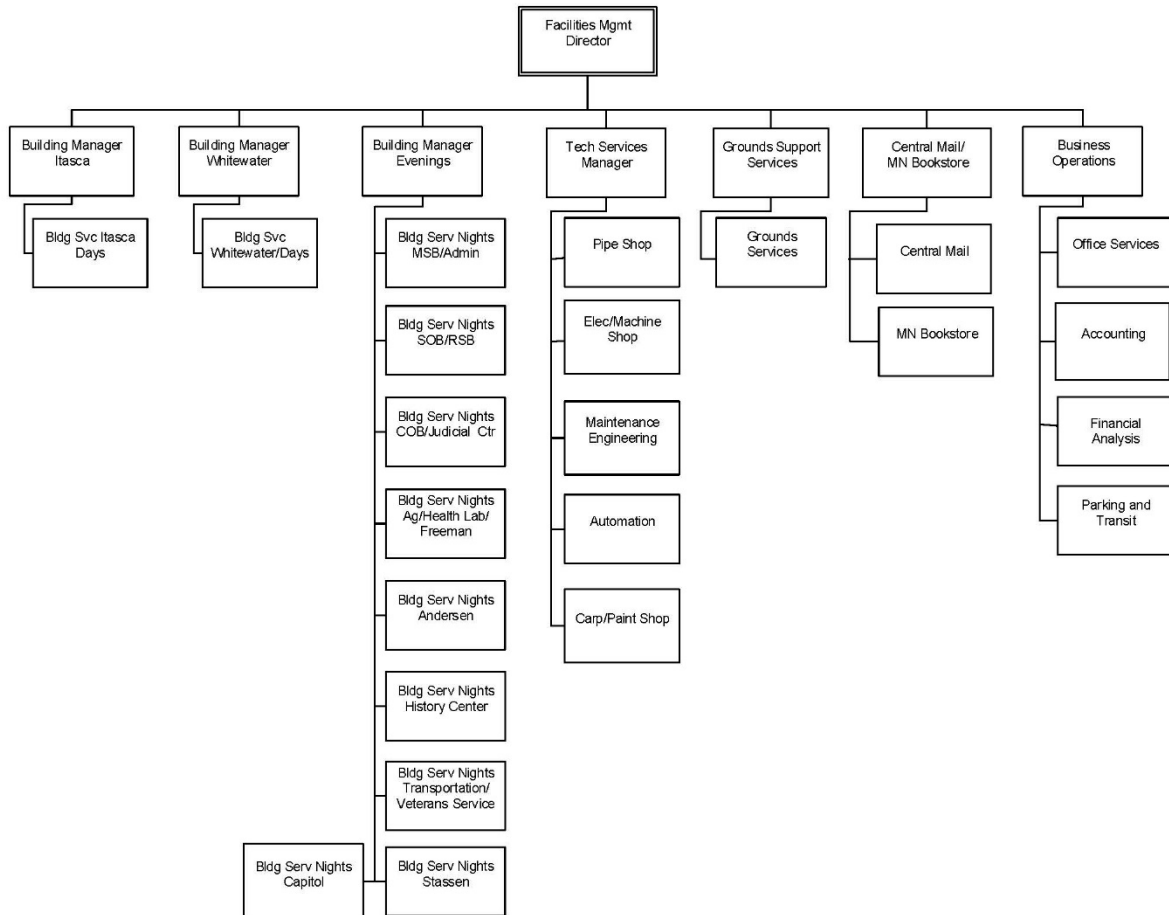 Facilities Mgmt
Director
Building Manager
Itasca
Building Manager
Whitewater
Building Manager
Evenings
Tech Services
Manager
Grounds Support
Services
Central Mail/
MN Bookstore
Business
Operations
Bldg Svc Itasca
Days
Bldg Svc
Whitewater/Days
Bldg Serv Nights
MSB/Admin
Bldg Serv Nights
SOB/RSB
Bldg Serv Nights
COB/Judicial Ctr
Bldg Serv Nights
Ag/Health Lab/
Freeman
Bldg Serv Nights
Andersen
Bldg Serv Nights
History Center
Bldg Serv Nights
Transportation/
Veterans Service
Bldg Serv Nights
Capitol
Bldg Serv Nights
Stassen
Pipe Shop
Elec/Machine
Shop
Maintenance
Engineering
Automation
Carp/Paint Shop
Grounds
Services
Central Mail
MN Bookstore
Office Services
Accounting
Financial
Analysis
Parking and
Transit